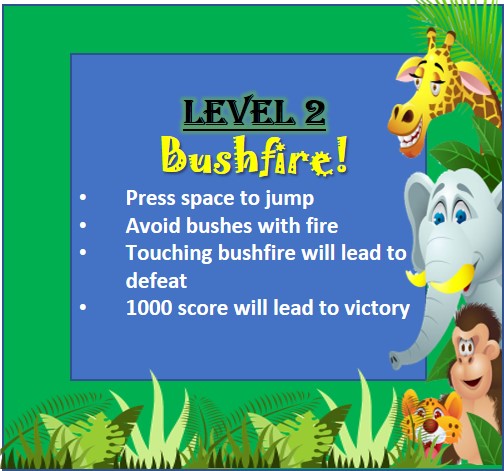 LEVEL 2
Bushfire!
• Press space to jump
• Avoid bushes with fire
• Touching bushfire will lead to
defeat
• 1000 score will lead to victory